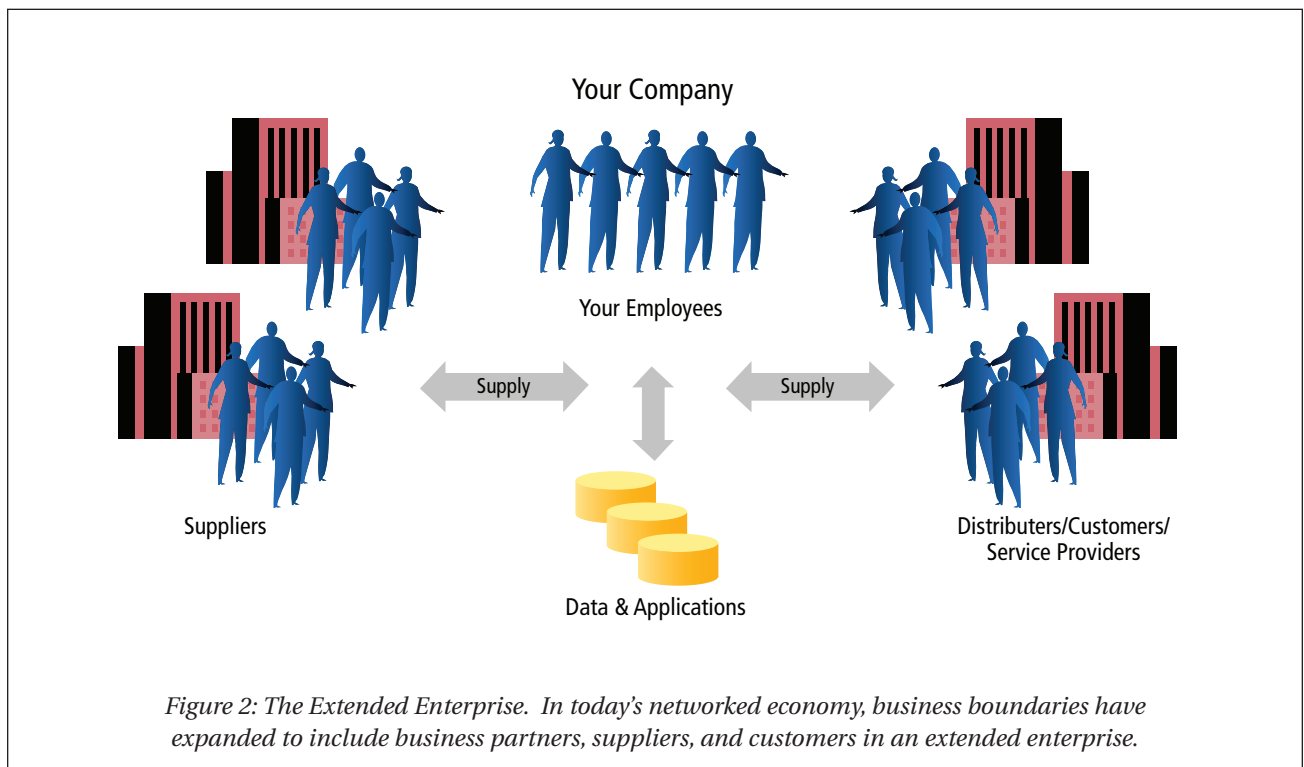 Your Company
Your Employees
Supply
Supply
Suppliers
Distributers/Customers/
Service Providers
Data & Applications
Figure 2: The Extended Enterprise. In today's networked economy, business boundaries have
expanded to include business partners, suppliers, and customers in an extended enterprise.